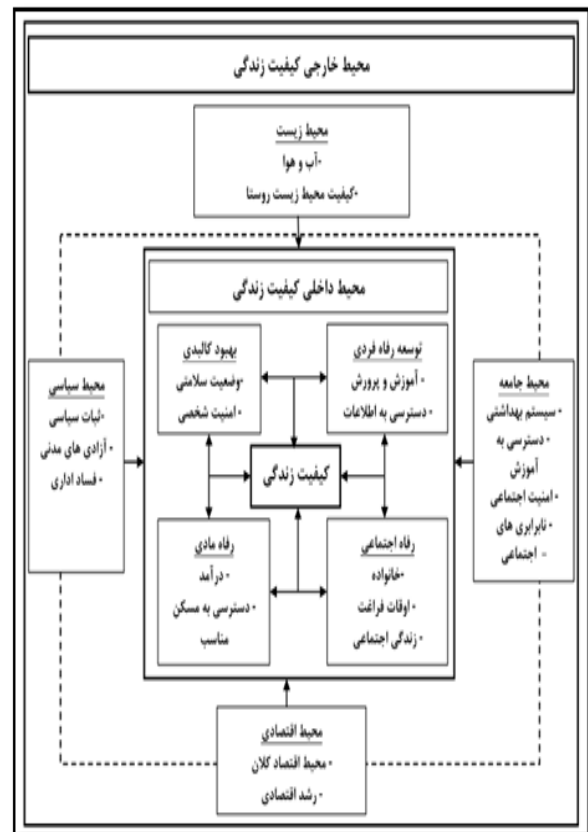 محیط خارجی کیفیت زندگی
محیط زیست
-آب و هوا
-کیفیت محیط زیست روستا
محیط داخلی کیفیت زندگی
توسعه رفاه فردی
- آموزش و پرورش
- دسترسی به اطلاعات
بهبود کالبدی
-وضعیت سلامتی
- امنیت شخصی
محیط جامعه
- سیستم بهداشتی
- دسترسی به
آموزش
- امنیت اجتماعی
- نابرابری های
- اجتماعی
محیط سیاسی
-ثبات سیاسی
- آزادی های مدنی
- فساد اداری
کیفیت زندگی
رفاه اجتماعی
-خانواده
- اوقات فراغت
- زندگی اجتماعی
رفاه مادی
- درآمد
- دسترسی به مسکن
مناسب
محیط اقتصادی
- محیط اقتصاد کلان
- رشد اقتصادی